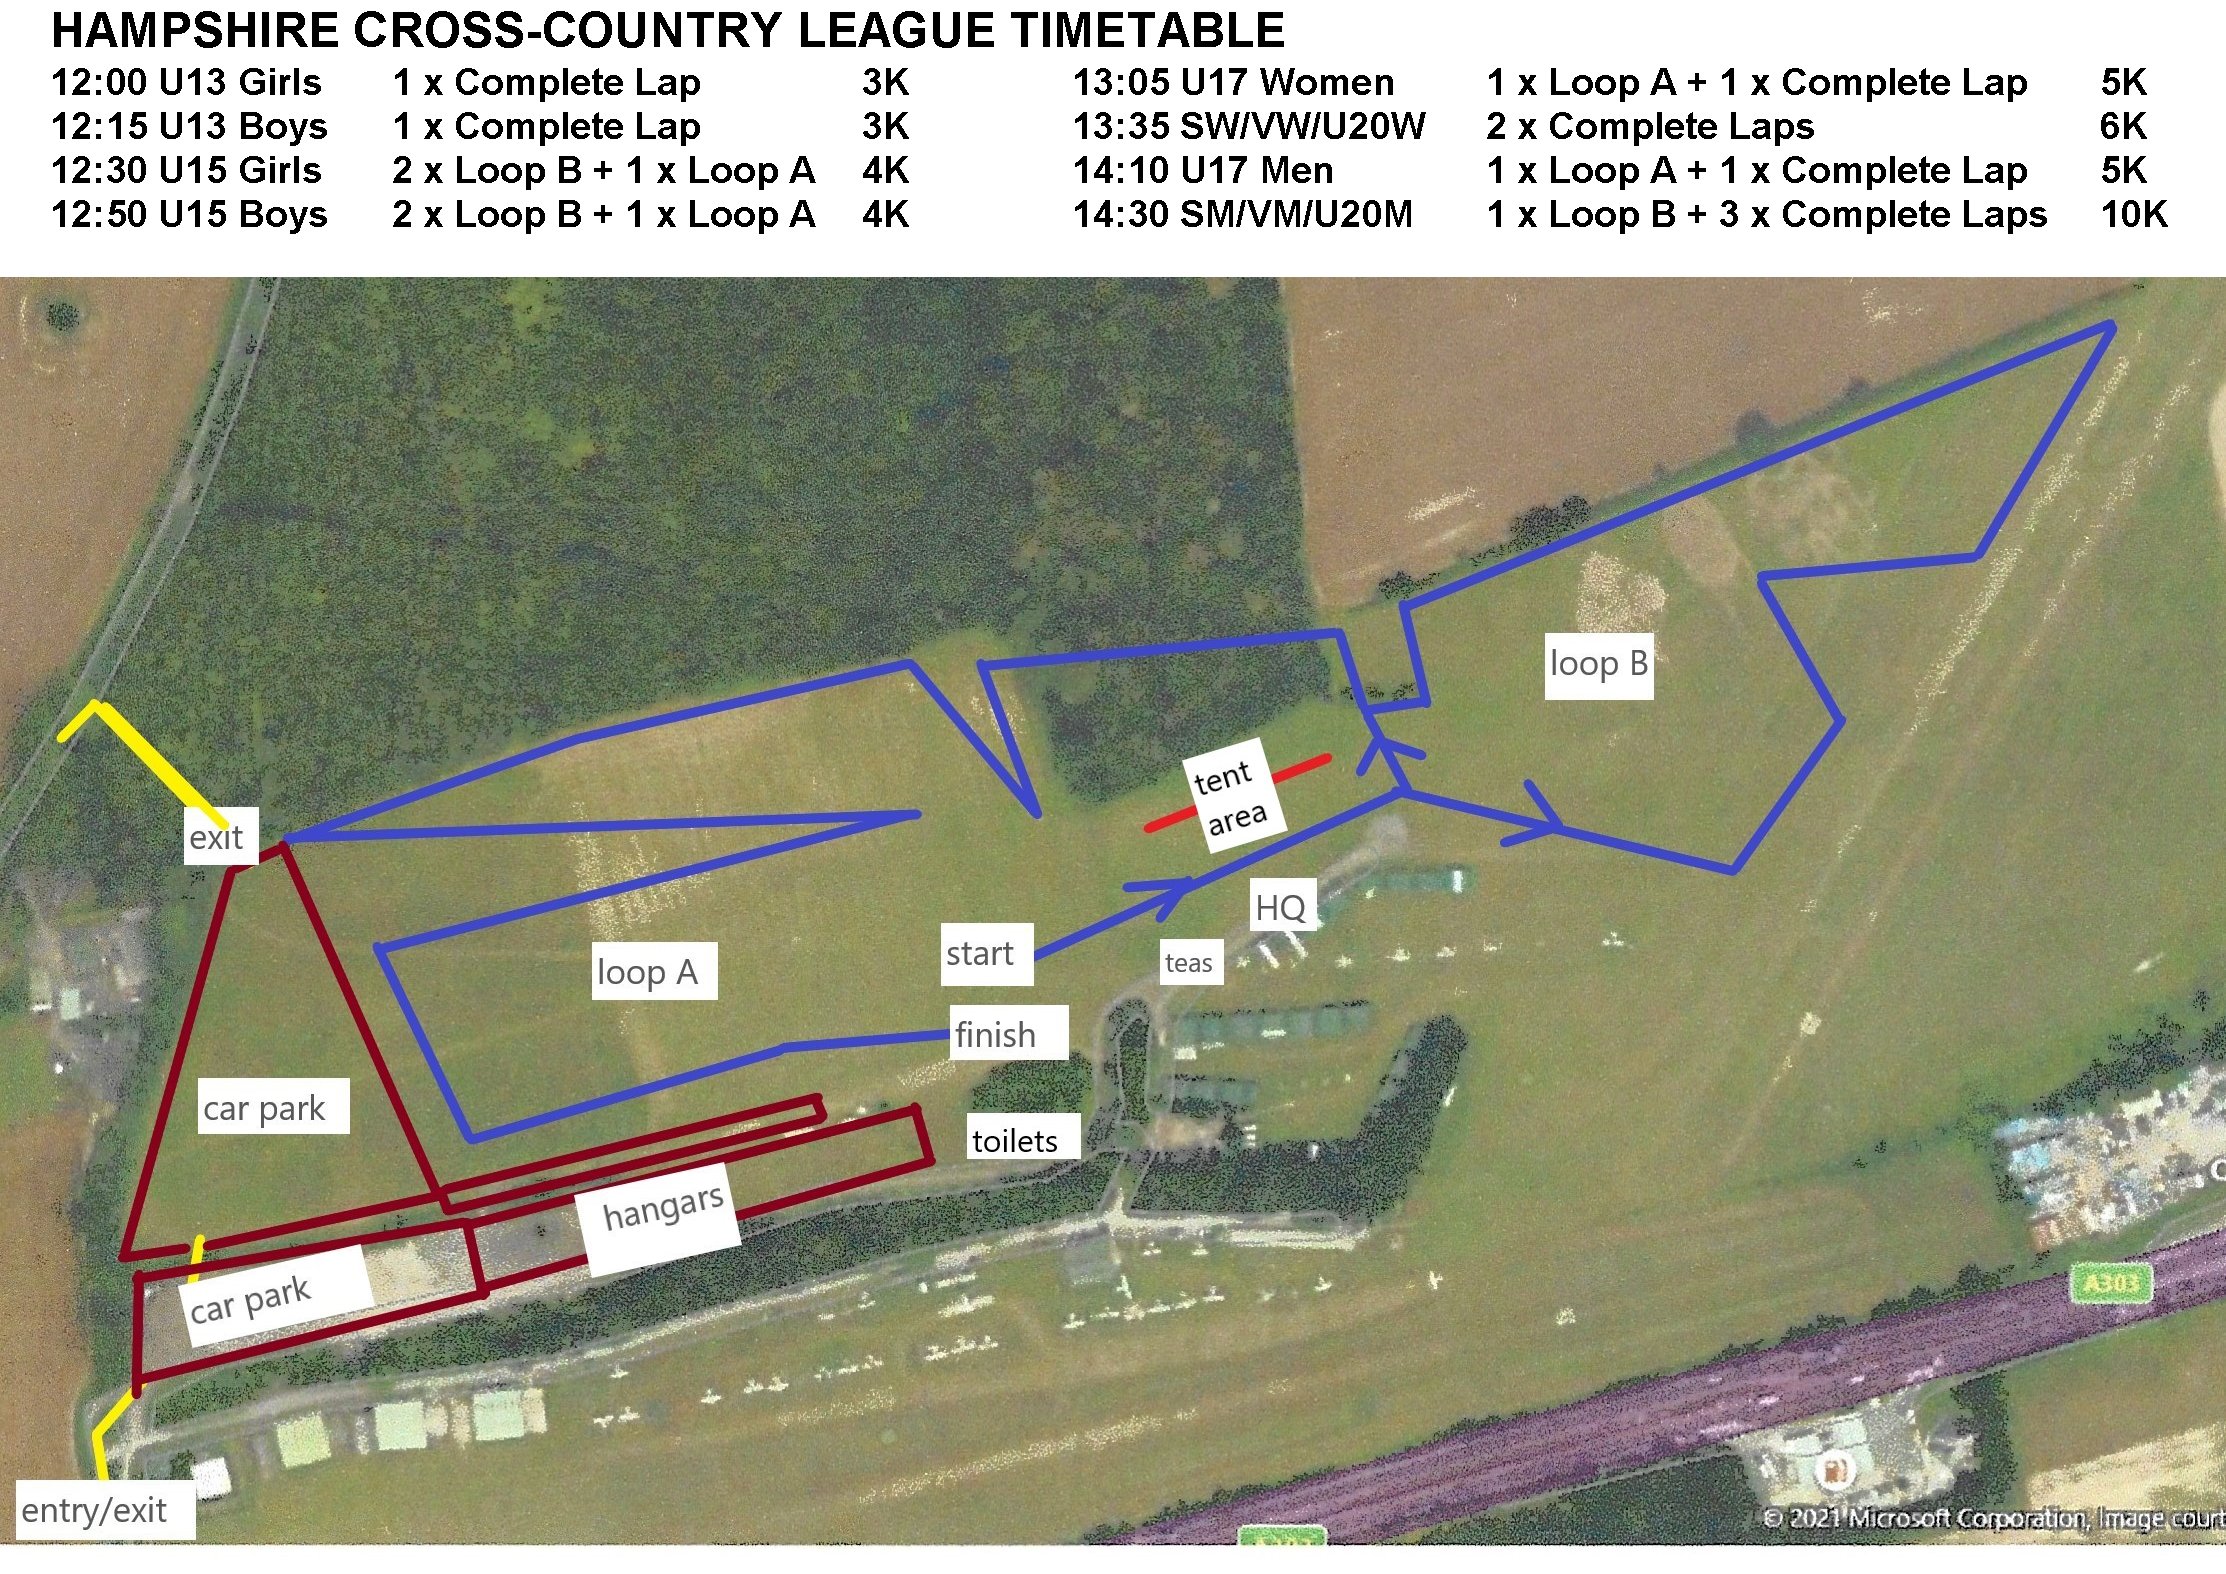 HAMPSHIRE CROSS-COUNTRY LEAGUE TIMETABLE
12:00 U13 Girls 1 x Complete Lap 3K
12:15 U13 Boys 1 x Complete Lap 3K
12:30 U15 Girls 2 x Loop B + 1 x Loop A 4K
12:50 U15 Boys 2 x Loop B + 1 x Loop A 4K
13:05 U17 Women 1 x Loop A + 1 x Complete Lap 5K
13:35 SW/VW/U20W 2 x Complete Laps 6K
14:10 U17 Men 1 x Loop A + 1 x Complete Lap 5K
14:30 SM/VM/U20M 1 x Loop B + 3 x Complete Laps 10K
loop B
tent
area
exit
HQ
start
teas
loop A
finish
car park
toilets
hangars
car park
A303
entry/exit
© 2021 Microsoft Corporation, Image court